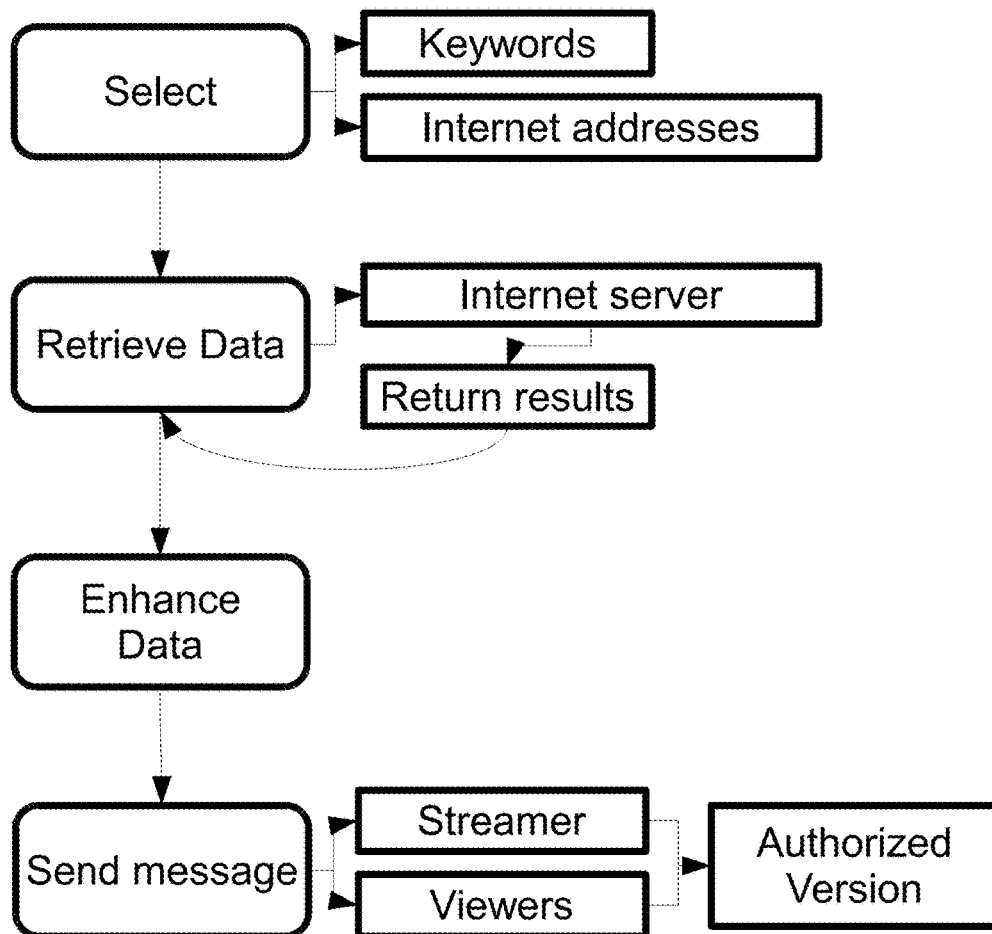 Select
Keywords
Internet addresses
Retrieve Data
Internet server
Return results
Enhance
Data
Send message
Streamer
Viewers
Authorized
Version